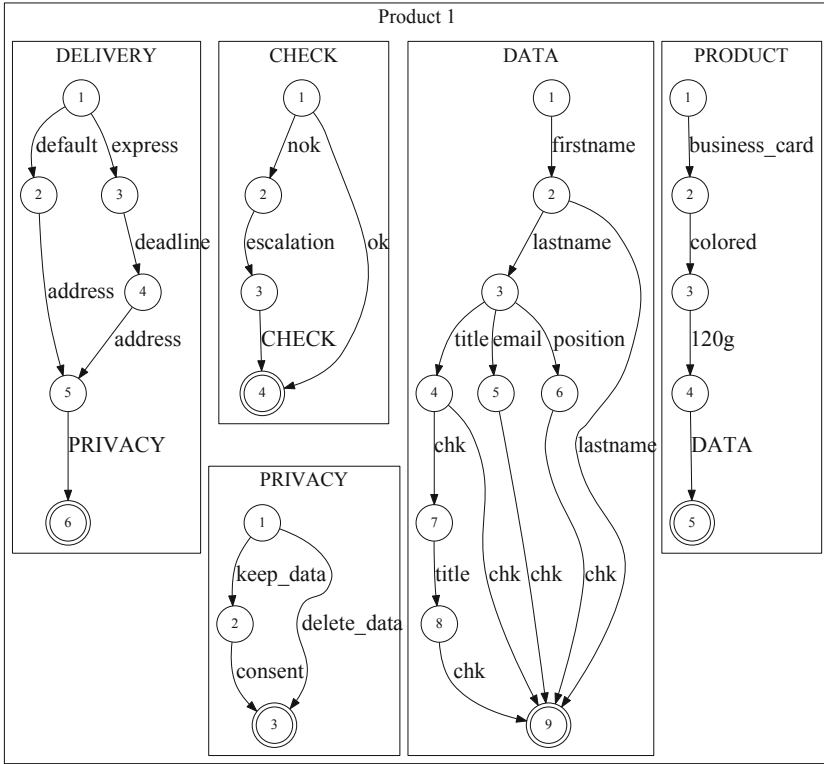 Product 1
DELIVERY
1
default
express
2
3
deadline
address
4
address
5
PRIVACY
6
CHECK
1
nok
2
escalation
ok
3
CHECK
4
PRIVACY
1
keep_data
2
delete_data
consent
3
DATA
1
firstname
2
lastname
3
title email position
4
5
6
chk
lastname
7
title
chk
chk
chk
8
chk
9
PRODUCT
1
business_card
2
colored
3
120g
4
DATA
5